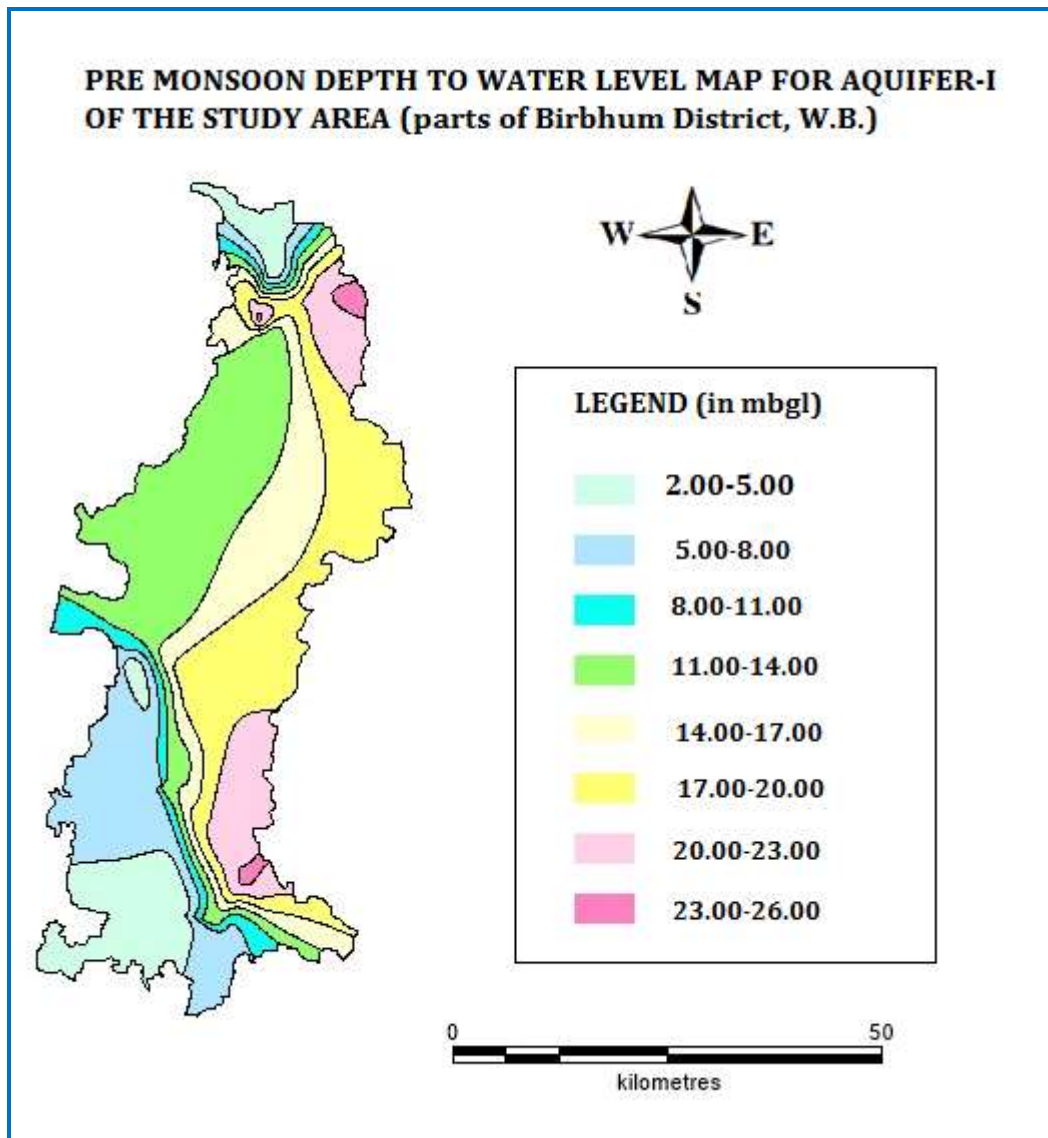 PRE MONSOON DEPTH TO WATER LEVEL MAP FOR AQUIFER-I
OF THE STUDY AREA (parts of Birbhum District, W.B.)
W E
S
LEGEND (in mbgl)
2.00-5.00
5.00-8.00
8.00-11.00
11.00-14.00
14.00-17.00
17.00-20.00
20.00-23.00
23.00-26.00
0 50
kilometres